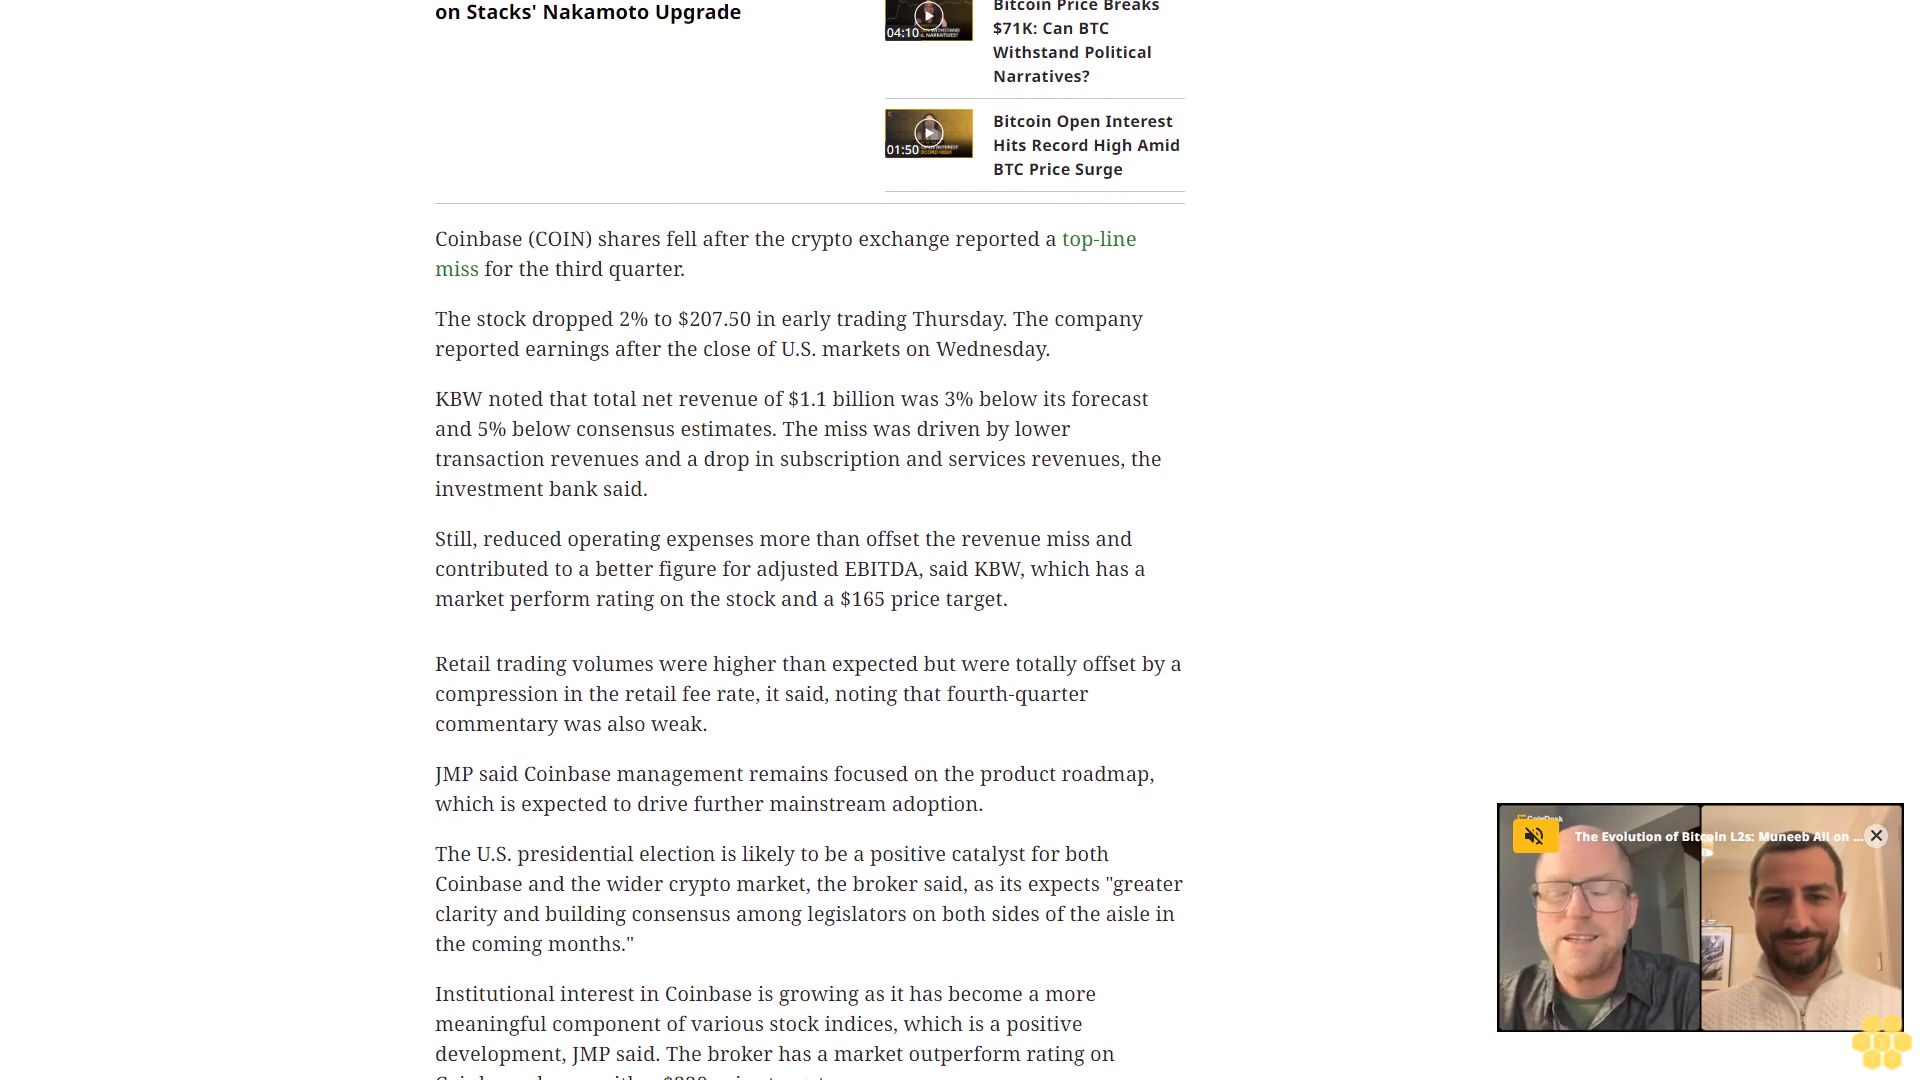 on Stacks' Nakamoto Upgrade
04:10
Bitcoin Price Breaks
$71K: Can BTC
Withstand Political
Narratives?
01:50
Bitcoin Open Interest
Hits Record High Amid
BTC Price Surge
Coinbase (COIN) shares fell after the crypto exchange reported a top-line
miss for the third quarter.
The stock dropped 2% to $207.50 in early trading Thursday. The company
reported earnings after the close of U.S. markets on Wednesday.
KBW noted that total net revenue of $1.1 billion was 3% below its forecast
and 5% below consensus estimates. The miss was driven by lower
transaction revenues and a drop in subscription and services revenues, the
investment bank said.
Still, reduced operating expenses more than offset the revenue miss and
contributed to a better figure for adjusted EBITDA, said KBW, which has a
market perform rating on the stock and a $165 price target.
Retail trading volumes were higher than expected but were totally offset by a
compression in the retail fee rate, it said, noting that fourth-quarter
commentary was also weak.
JMP said Coinbase management remains focused on the product roadmap,
which is expected to drive further mainstream adoption.
The U.S. presidential election is likely to be a positive catalyst for both
Coinbase and the wider crypto market, the broker said, as its expects "greater
clarity and building consensus among legislators on both sides of the aisle in
the coming months."
Institutional interest in Coinbase is growing as it has become a more
meaningful component of various stock indices, which is a positive
development, JMP said. The broker has a market outperform rating on
CoinDesk
The Evolution of Bitcoin L2s: Muneeb Ali on ...